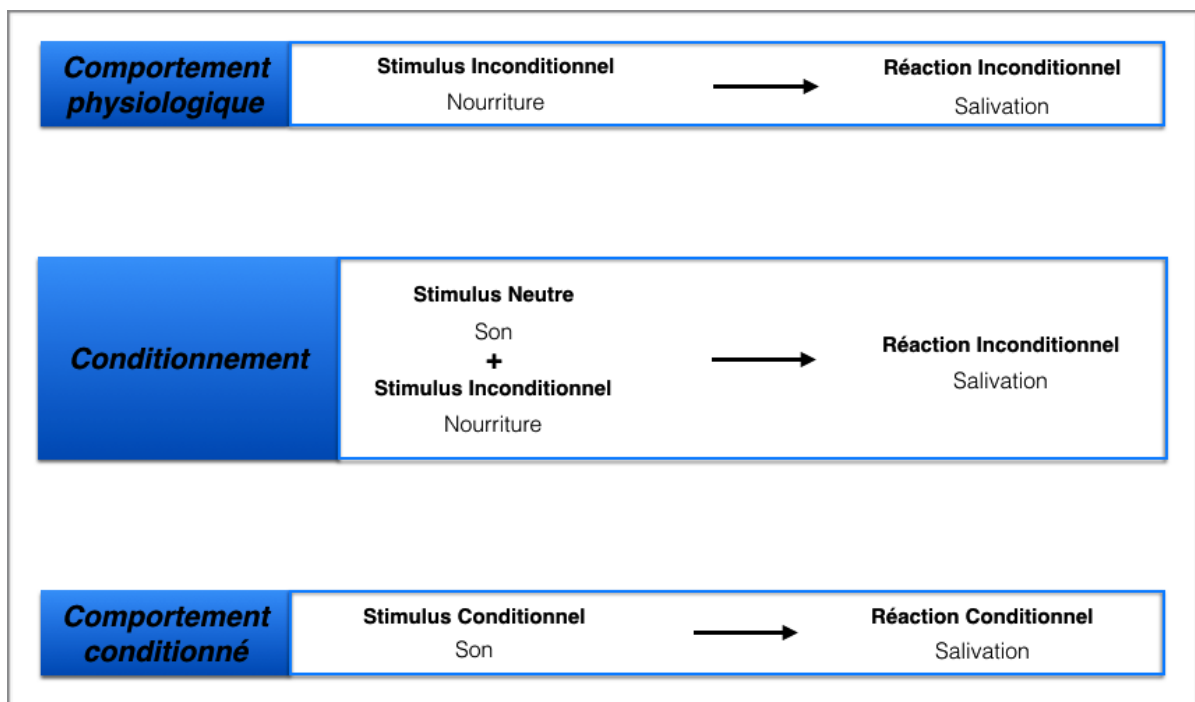 Comportement
physiologique
Stimulus Inconditionnel
Nourriture
Réaction Inconditionnel
Salivation
Conditionnement
Stimulus Neutre
Son
+
Stimulus Inconditionnel
Nourriture
Réaction Inconditionnel
Salivation
Comportement
conditionné
Stimulus Conditionnel
Son
Réaction Conditionnel
Salivation